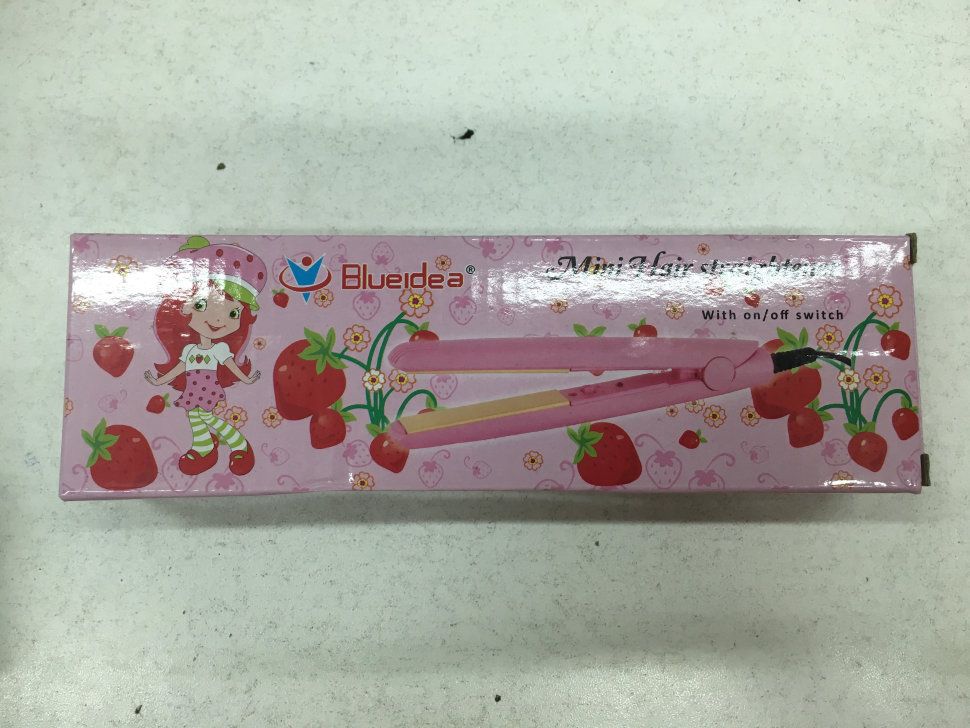 Blueidea®
Mini Hair straightener
With on/off switch